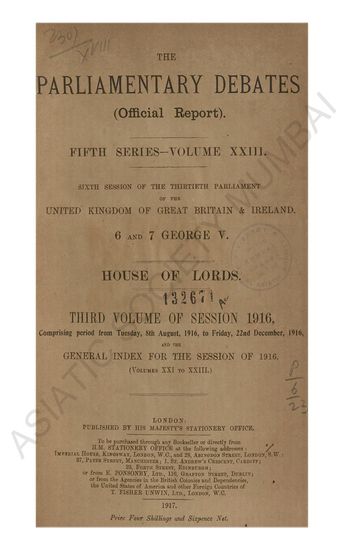 THE
PARLIAMENTARY DEBATES
(Official Report).
FIFTH SERIES—VOLUME XXIII.
SIXTH SESSION OF THE THIRTIETH PARLIAMENT
OF THE
UNITED KINGDOM OF GREAT BRITAIN & IRELAND.
6 AND 7 GEORGE V.
HOUSE OF LORDS.
132671
THIRD VOLUME OF SESSION 1916,
Comprising period from Tuesday, 8th August, 1916, to Friday, 22nd December, 1916,
AND THE
GENERAL INDEX FOR THE SESSION OF 1916.
(VOLUMES XXI TO XXIII.)
LONDON:
PUBLISHED BY HIS MAJESTY'S STATIONERY OFFICE.
To be purchased through any Bookseller or directly from
H.M. STATIONERY OFFICE at the following addresses:
IMPERIAL HOUSE, KINGSWAY, LONDON, W.C., and 28, ABINGDON STREET, LONDON, S.W.;
37, PETER STREET, MANCHESTER; 1, ST. ANDREW'S CRESCENT, CARDIFF;
23, FORTH STREET, EDINBURGH;
or from E. PONSONBY, LTD., 116, GRAFTON STREET, DUBLIN;
or from the Agencies in the British Colonies and Dependencies,
the United States of America and other Foreign Countries of
T. FISHER UNWIN, LTD., LONDON, W.C.
1917.
Price Four Shillings and Sixpence Net.
ASIATIC SOCIETY MUMBAI